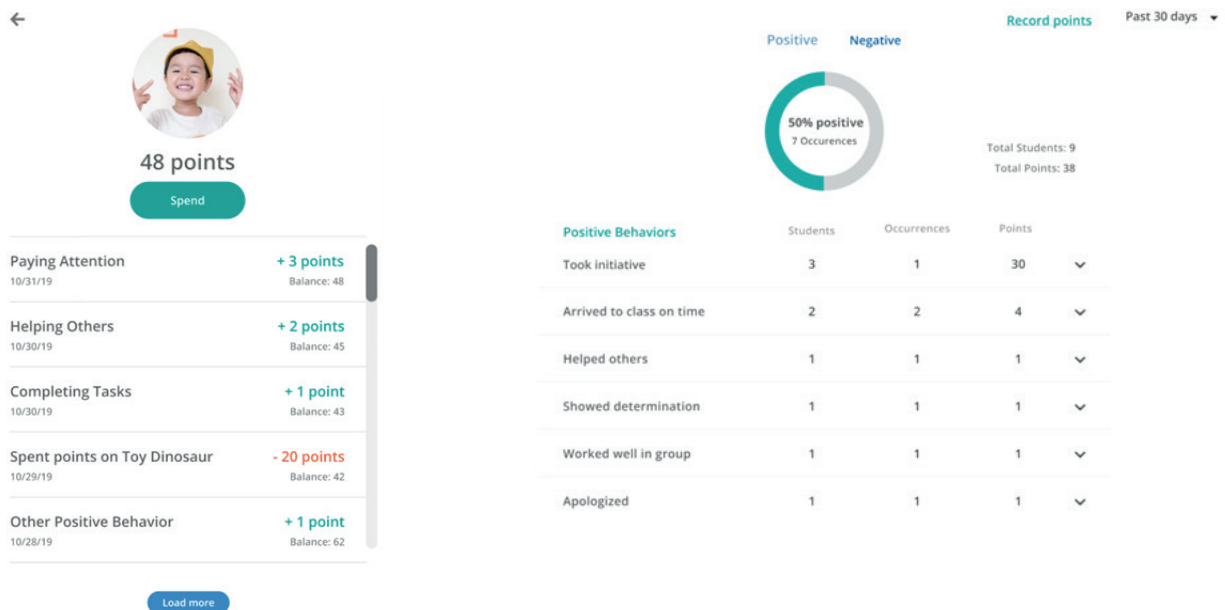 48 points
Spend
Paying Attention + 3 points
10/31/19 Balance: 48
Helping Others + 2 points
10/30/19 Balance: 45
Completing Tasks + 1 point
10/30/19 Balance: 43
Spent points on Toy Dinosaur - 20 points
10/29/19 Balance: 42
Other Positive Behavior + 1 point
10/28/19 Balance: 62
Load more
Record points Past 30 days
Positive Negative
50% positive
7 Occurences
Total Students: 9
Total Points: 38
Positive Behaviors Students Occurrences Points
Took initiative 3 1 30
Arrived to class on time 2 2 4
Helped others 1 1 1
Showed determination 1 1 1
Worked well in group 1 1 1
Apologized 1 1 1